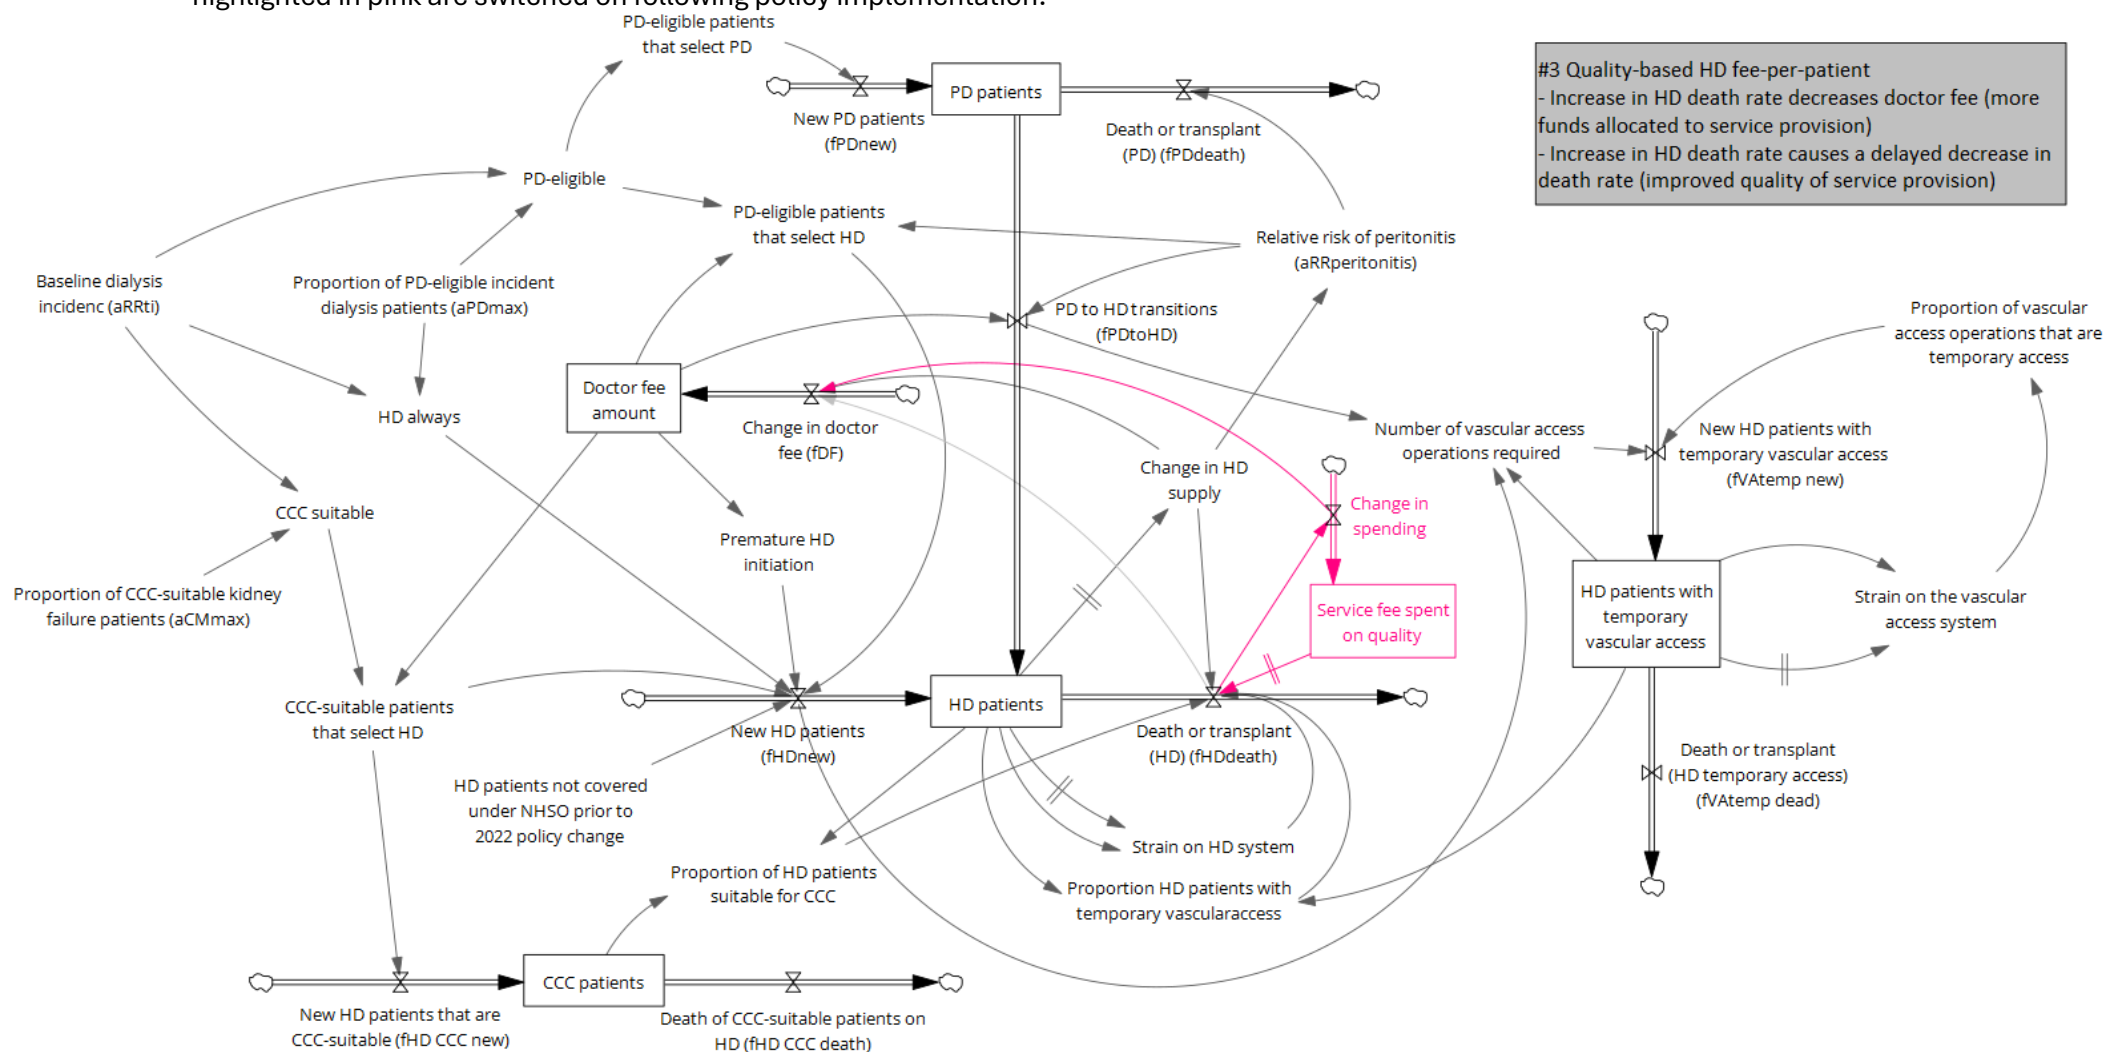 highlighted in pink are switched on following policy implementation.
PD-eligible patients
that select PD
PD patients
New PD patients
(fPDnew)
Death or transplant
(PD) (fPDdeath)
#3 Quality-based HD fee-per-patient
- Increase in HD death rate decreases doctor fee (more
funds allocated to service provision)
- Increase in HD death rate causes a delayed decrease in
death rate (improved quality of service provision)
PD-eligible
PD-eligible patients
that select HD
Relative risk of peritonitis
(aRRperitonitis)
Baseline dialysis
incidenc (aRRti)
Proportion of PD-eligible incident
dialysis patients (aPDmax)
PD to HD transitions
(fPDtoHD)
Proportion of vascular
access operations that are
temporary access
Doctor fee
amount
HD always
Change in doctor
fee (fDF)
Number of vascular access
operations required
New HD patients with
temporary vascular access
(fVAtemp new)
Change in HD
supply
Change in
spending
CCC suitable
Premature HD
initiation
Proportion of CCC-suitable kidney
failure patients (aCMmax)
Service fee spent
on quality
HD patients with
temporary
vascular access
Strain on the vascular
access system
CCC-suitable patients
that select HD
HD patients
New HD patients
(fHDnew)
Death or transplant
(HD) (fHDdeath)
Death or transplant
(HD temporary access)
(fVAtemp dead)
HD patients not covered
under NHSO prior to
2022 policy change
Strain on HD system
Proportion of HD patients
suitable for CCC
Proportion HD patients with
temporary vascularaccess
CCC patients
New HD patients that are
CCC-suitable (fHD CCC new)
Death of CCC-suitable patients on
HD (fHD CCC death)